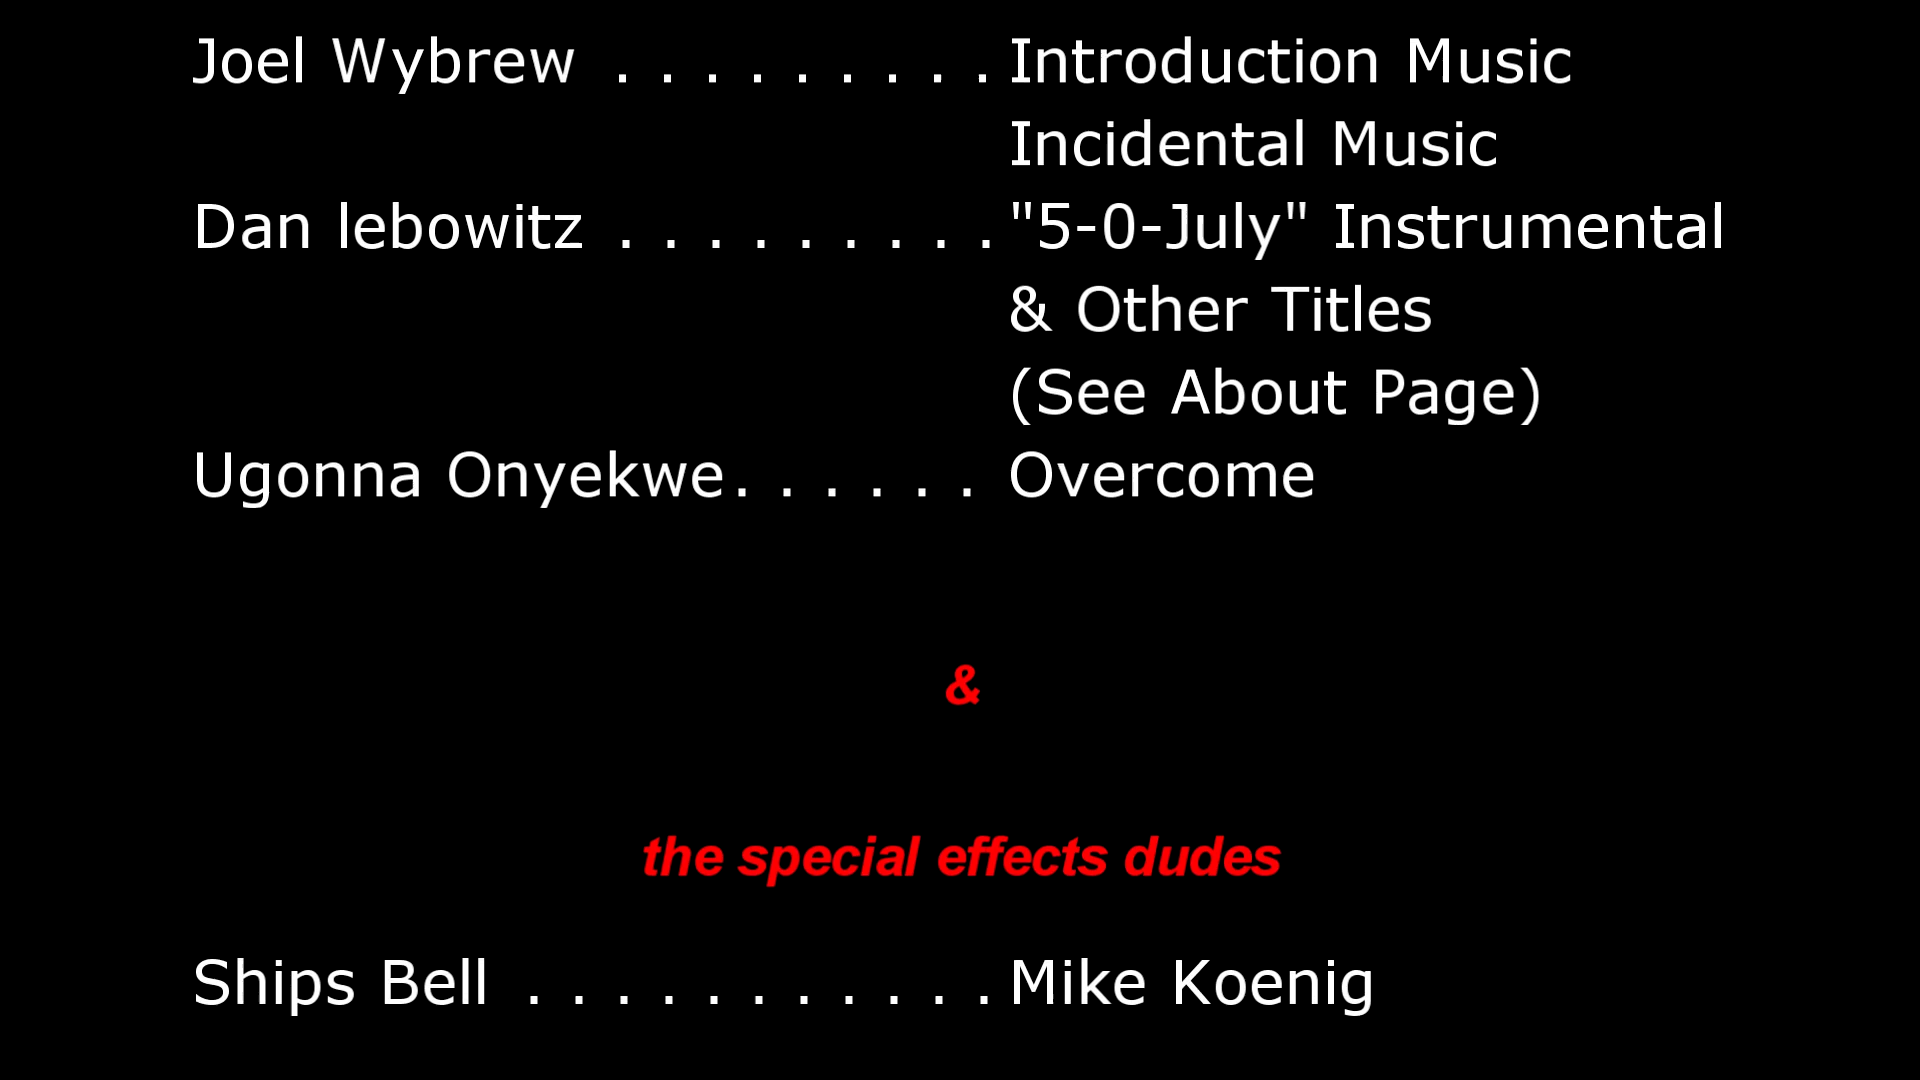 Joel Wybrew . . . . . . . . . Introduction Music
Incidental Music
Dan lebowitz . . . . . . . . . "5-0-July" Instrumental
& Other Titles
(See About Page)
Ugonna Onyekwe. . . . . . Overcome
&
the special effects dudes
Ships Bell . . . . . . . . . . . Mike Koenig